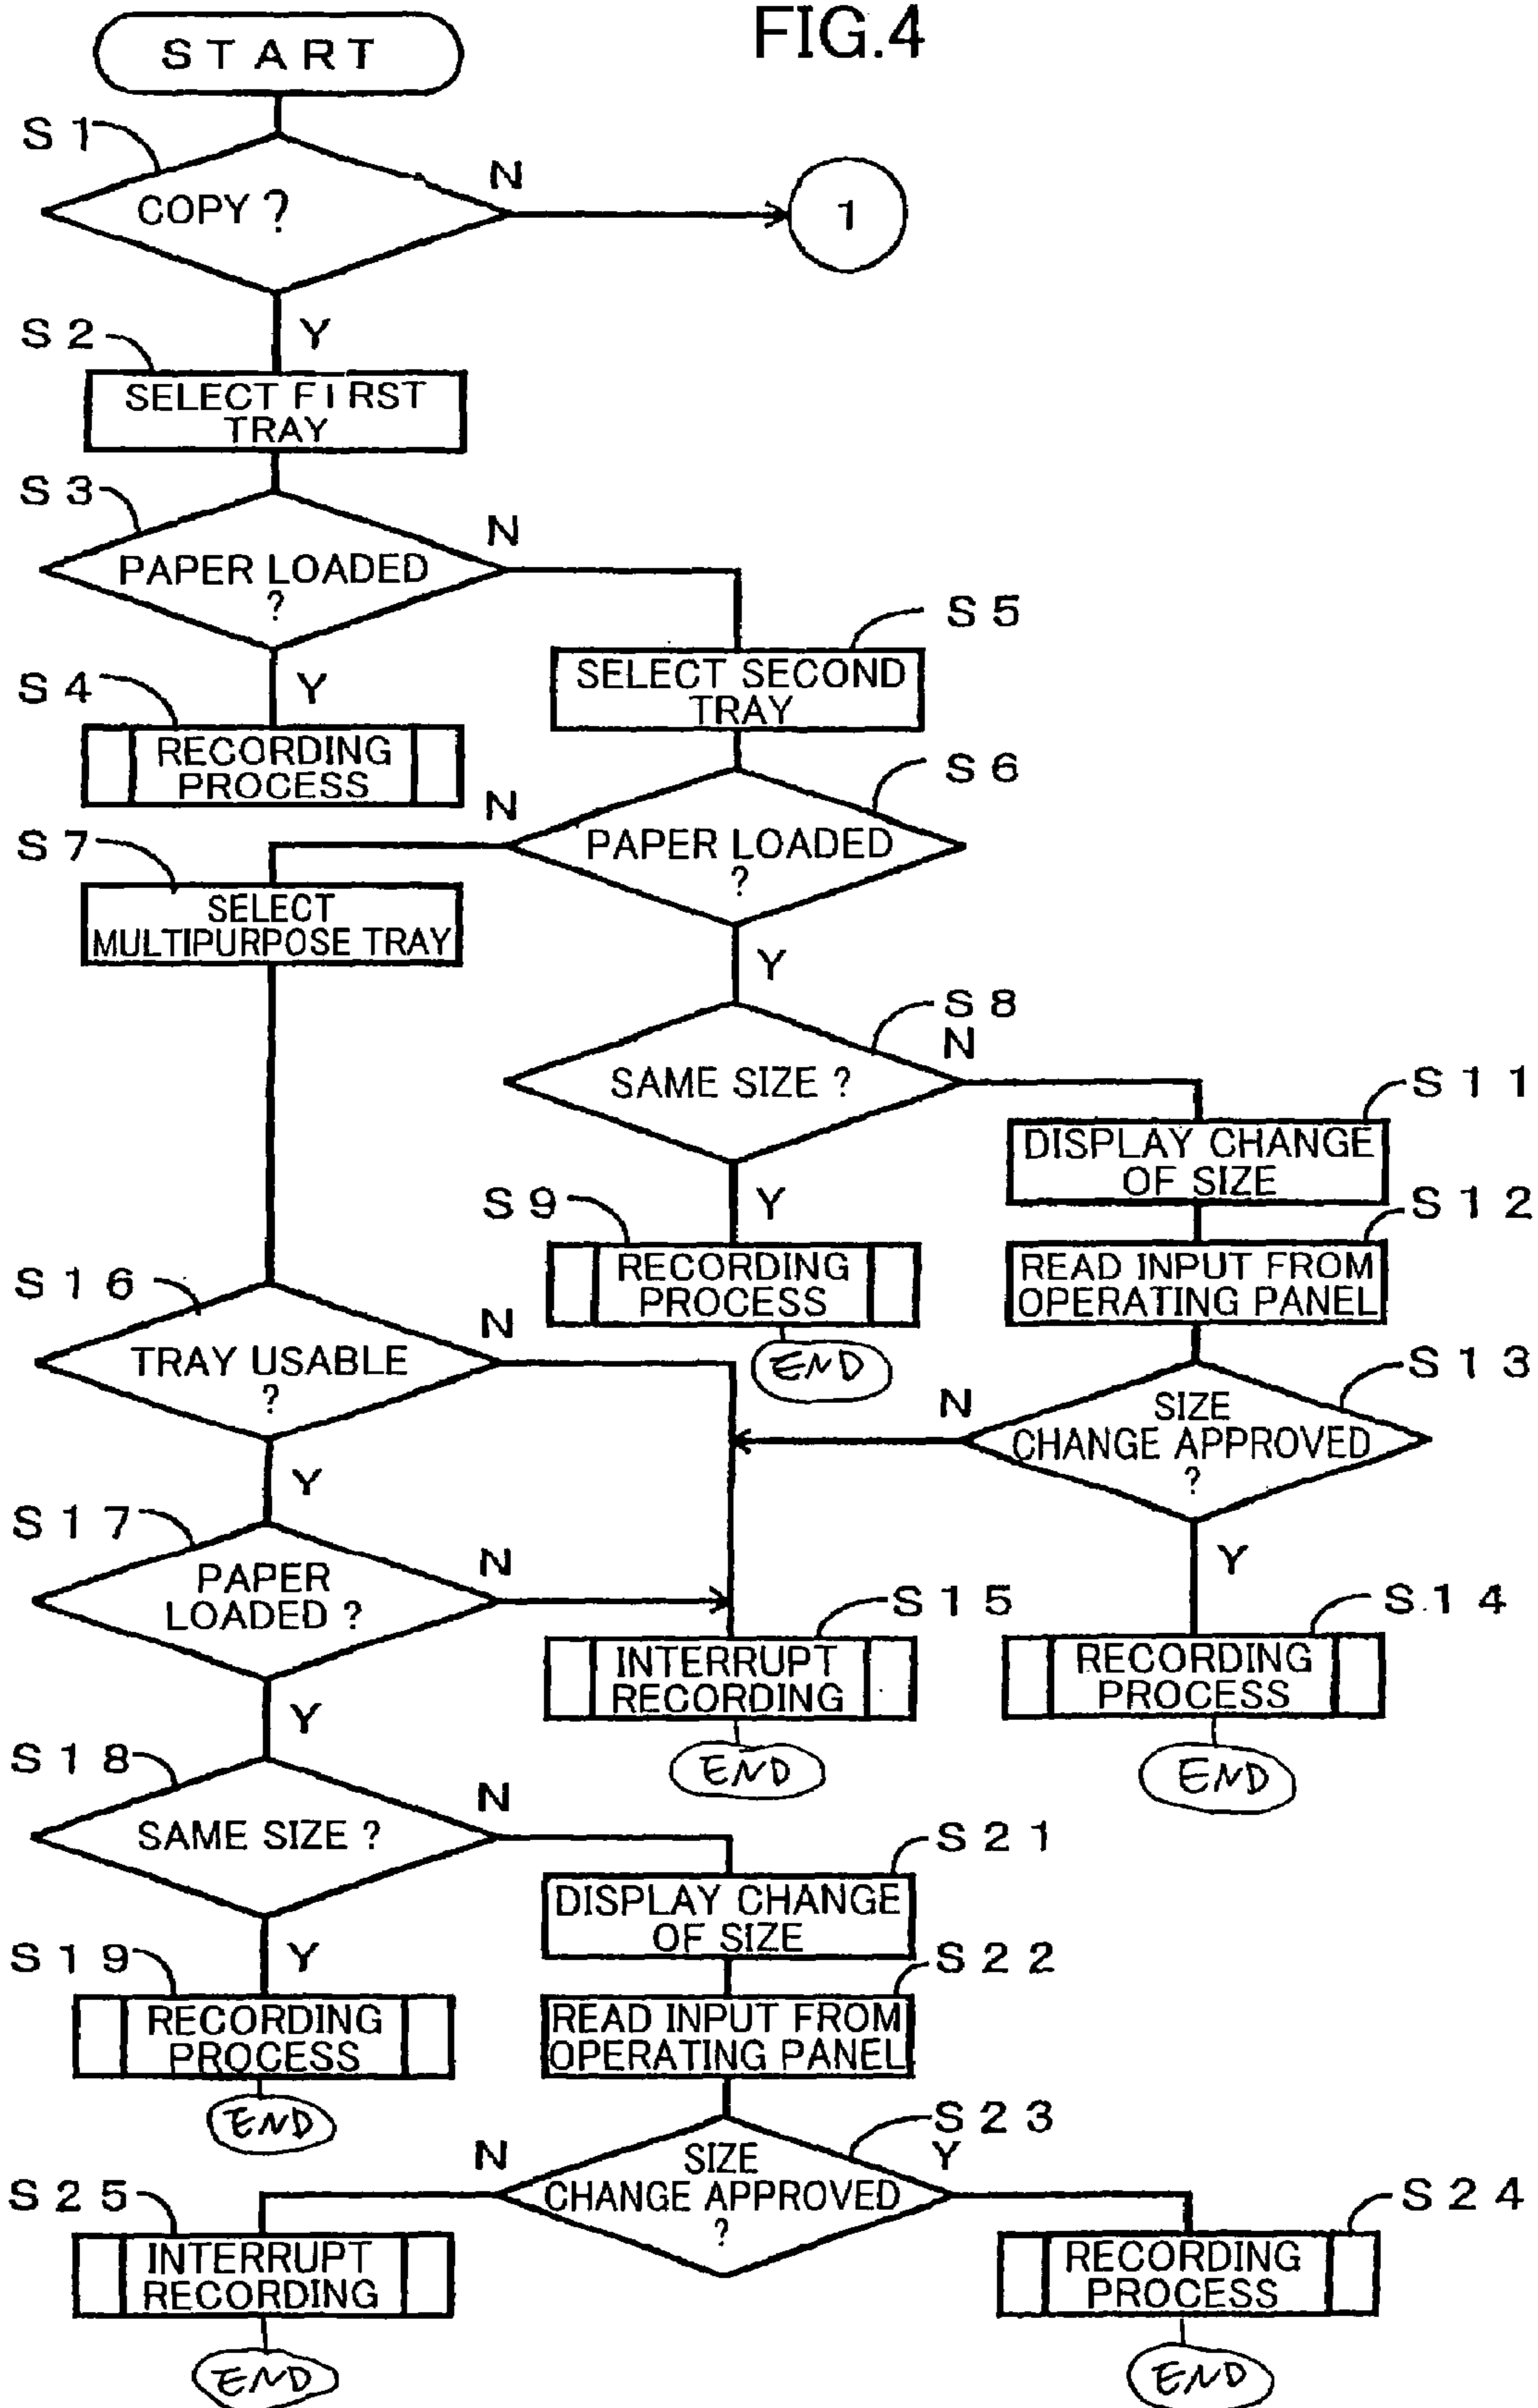 FIG.4
START
S1
COPY?
N
1
Y
S2
SELECT FIRST
TRAY
S3
PAPER LOADED
?
N
Y
S4
RECORDING
PROCESS
S5
SELECT SECOND
TRAY
S6
PAPER LOADED
?
N
Y
S7
SELECT
MULTIPURPOSE TRAY
S8
SAME SIZE ?
N
Y
S9
RECORDING
PROCESS
END
S11
DISPLAY CHANGE
OF SIZE
S12
READ INPUT FROM
OPERATING PANEL
S13
SIZE
CHANGE APPROVED
?
N
Y
S14
RECORDING
PROCESS
END
S16
TRAY USABLE
?
N
Y
S17
PAPER
LOADED ?
N
Y
S15
INTERRUPT
RECORDING
END
S18
SAME SIZE ?
N
Y
S19
RECORDING
PROCESS
END
S21
DISPLAY CHANGE
OF SIZE
S22
READ INPUT FROM
OPERATING PANEL
S23
SIZE
CHANGE APPROVED
?
N
Y
S25
INTERRUPT
RECORDING
END
S24
RECORDING
PROCESS
END